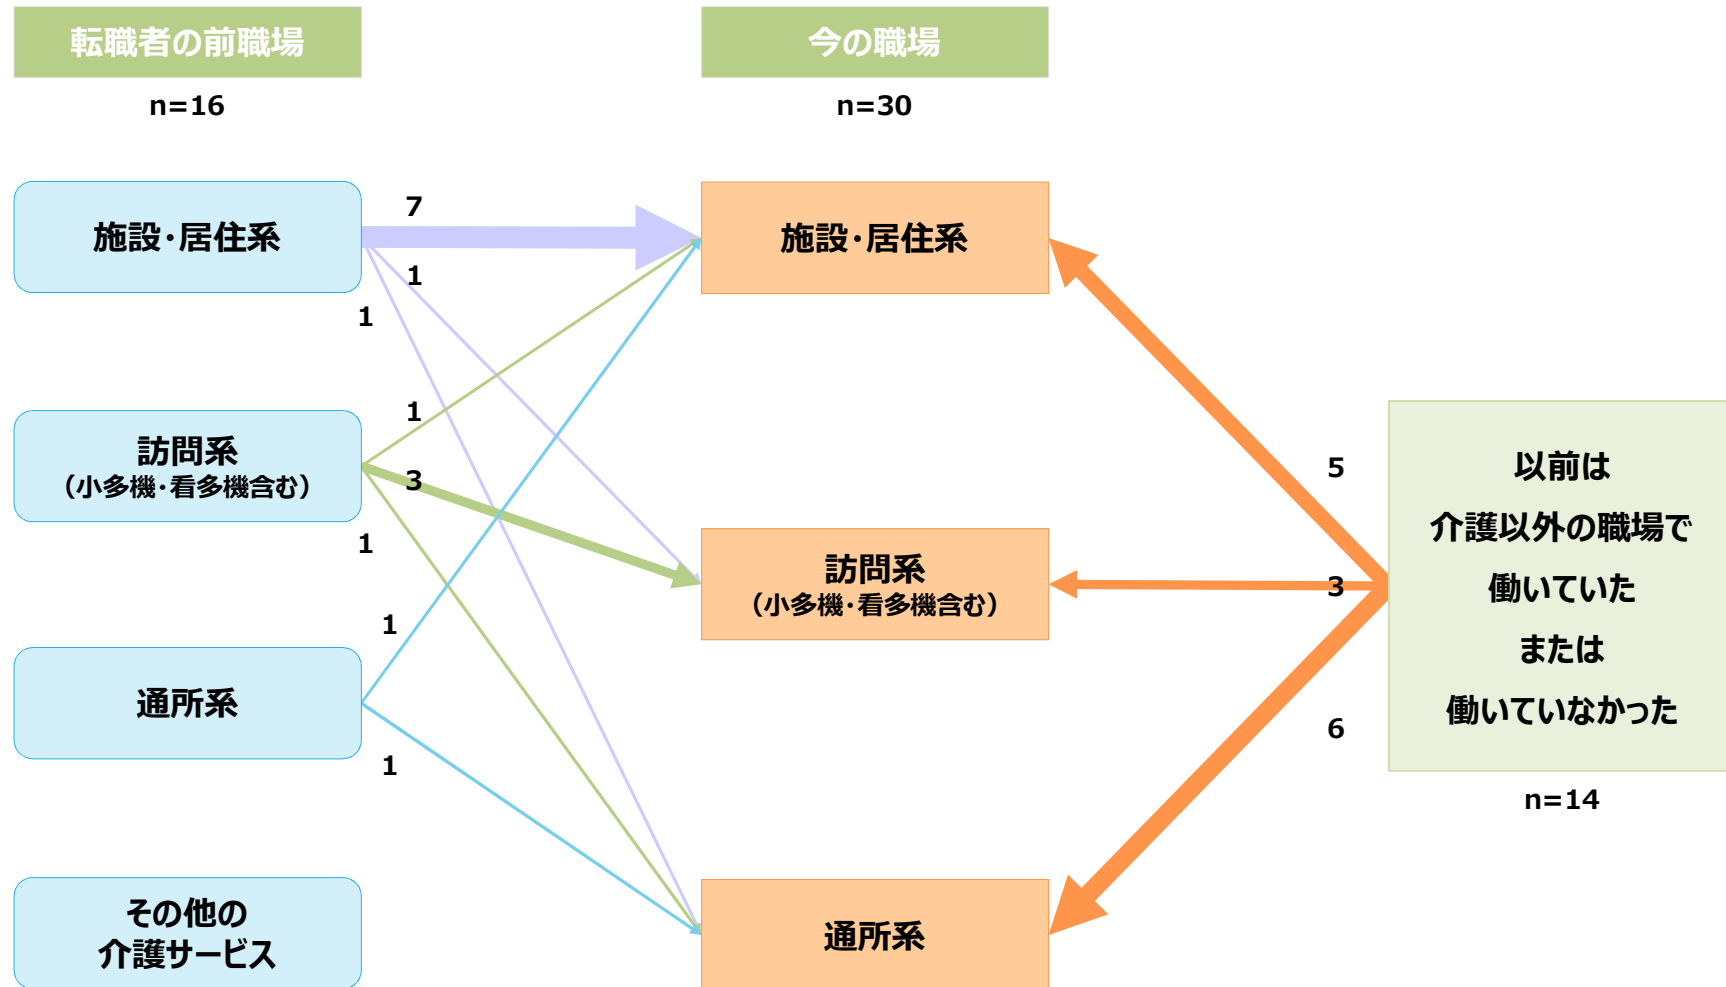 転職者の前職場
今の職場
n=16
n=30
施設・居住系
7
1
1
施設・居住系
訪問系
（小多機・看多機含む）
1
3
1
訪問系
（小多機・看多機含む）
5
3
6
以前は
介護以外の職場で
働いていた
または
働いていなかった
n=14
通所系
1
1
その他の
介護サービス
通所系